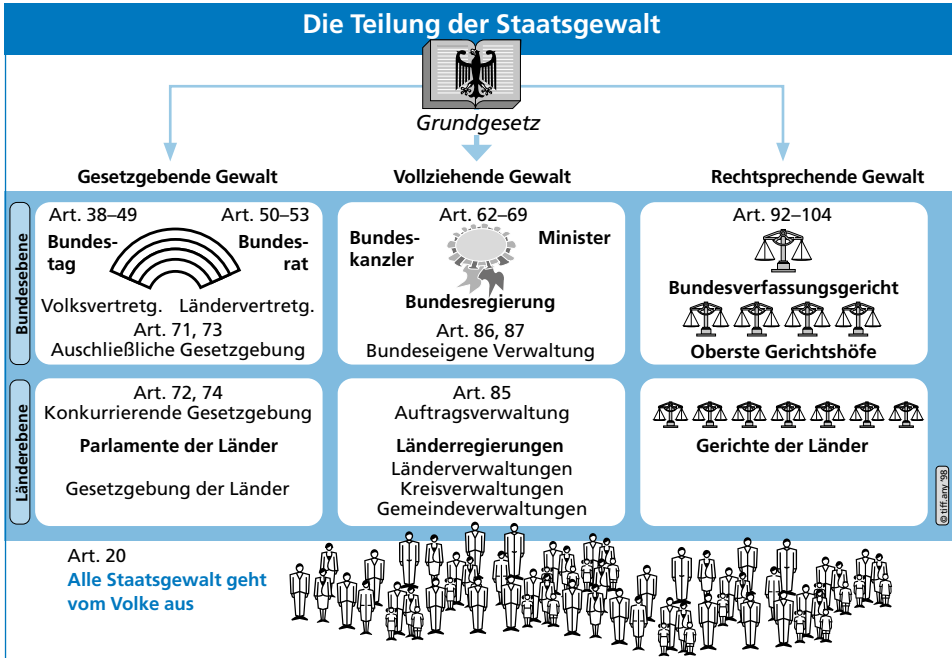 Die Teilung der Staatsgewalt
Grundgesetz
Gesetzgebende Gewalt
Vollziehende Gewalt
Rechtsprechende Gewalt
Bundesebene
Art. 38–49
Art. 50–53
Bundes-
tag
Bundes-
rat
Volksvertretg.
Ländervertretg.
Art. 71, 73
Auschließliche Gesetzgebung
Art. 62–69
Bundes-
kanzler
Minister
Bundesregierung
Art. 86, 87
Bundeseigene Verwaltung
Art. 92–104
Bundesverfassungsgericht
Oberste Gerichtshöfe
Länderebene
Art. 72, 74
Konkurrierende Gesetzgebung
Parlamente der Länder
Gesetzgebung der Länder
Art. 85
Auftragsverwaltung
Länderregierungen
Länderverwaltungen
Kreisverwaltungen
Gemeindeverwaltungen
Gerichte der Länder
© tiff.any '98
Art. 20
Alle Staatsgewalt geht
vom Volke aus